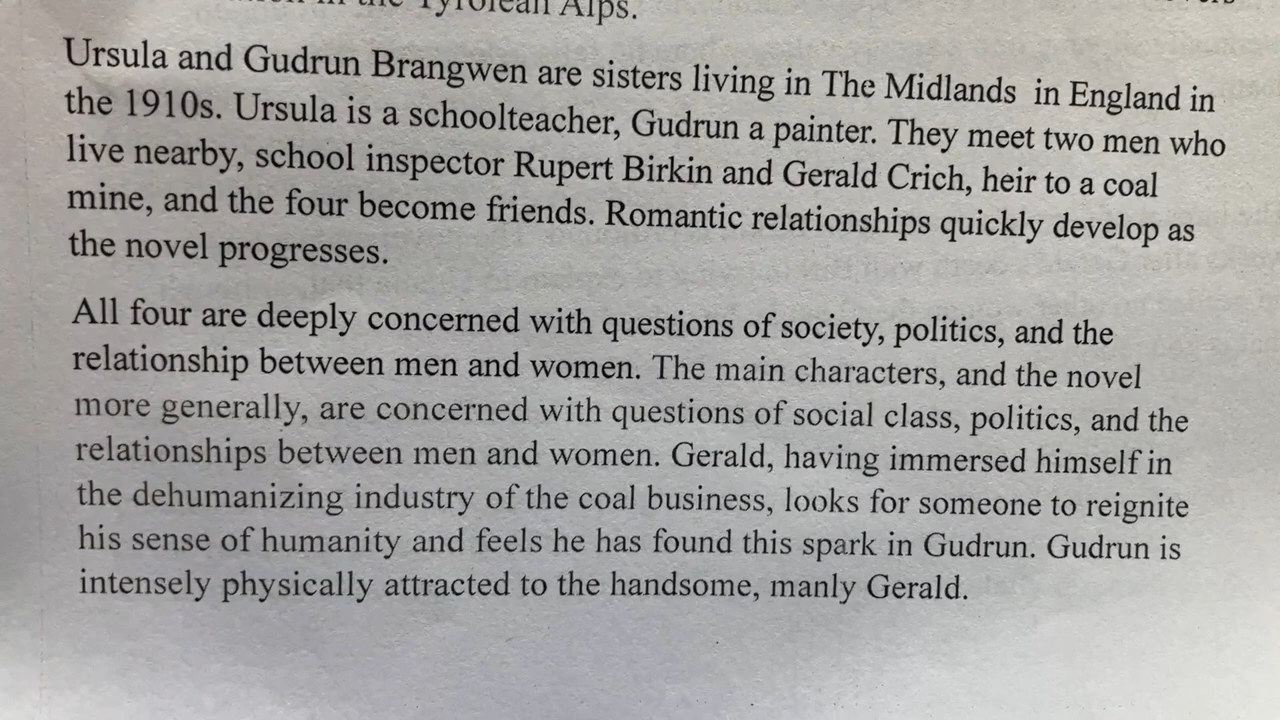 in the Tyrolean Alps.
Ursula and Gudrun Brangwen are sisters living in The Midlands in England in
the 1910s. Ursula is a schoolteacher, Gudrun a painter. They meet two men who
live nearby, school inspector Rupert Birkin and Gerald Crich, heir to a coal
mine, and the four become friends. Romantic relationships quickly develop as
the novel progresses.
All four are deeply concerned with questions of society, politics, and the
relationship between men and women. The main characters, and the novel
more generally, are concerned with questions of social class, politics, and the
relationships between men and women. Gerald, having immersed himself in
the dehumanizing industry of the coal business, looks for someone to reignite
his sense of humanity and feels he has found this spark in Gudrun. Gudrun is
intensely physically attracted to the handsome, manly Gerald.